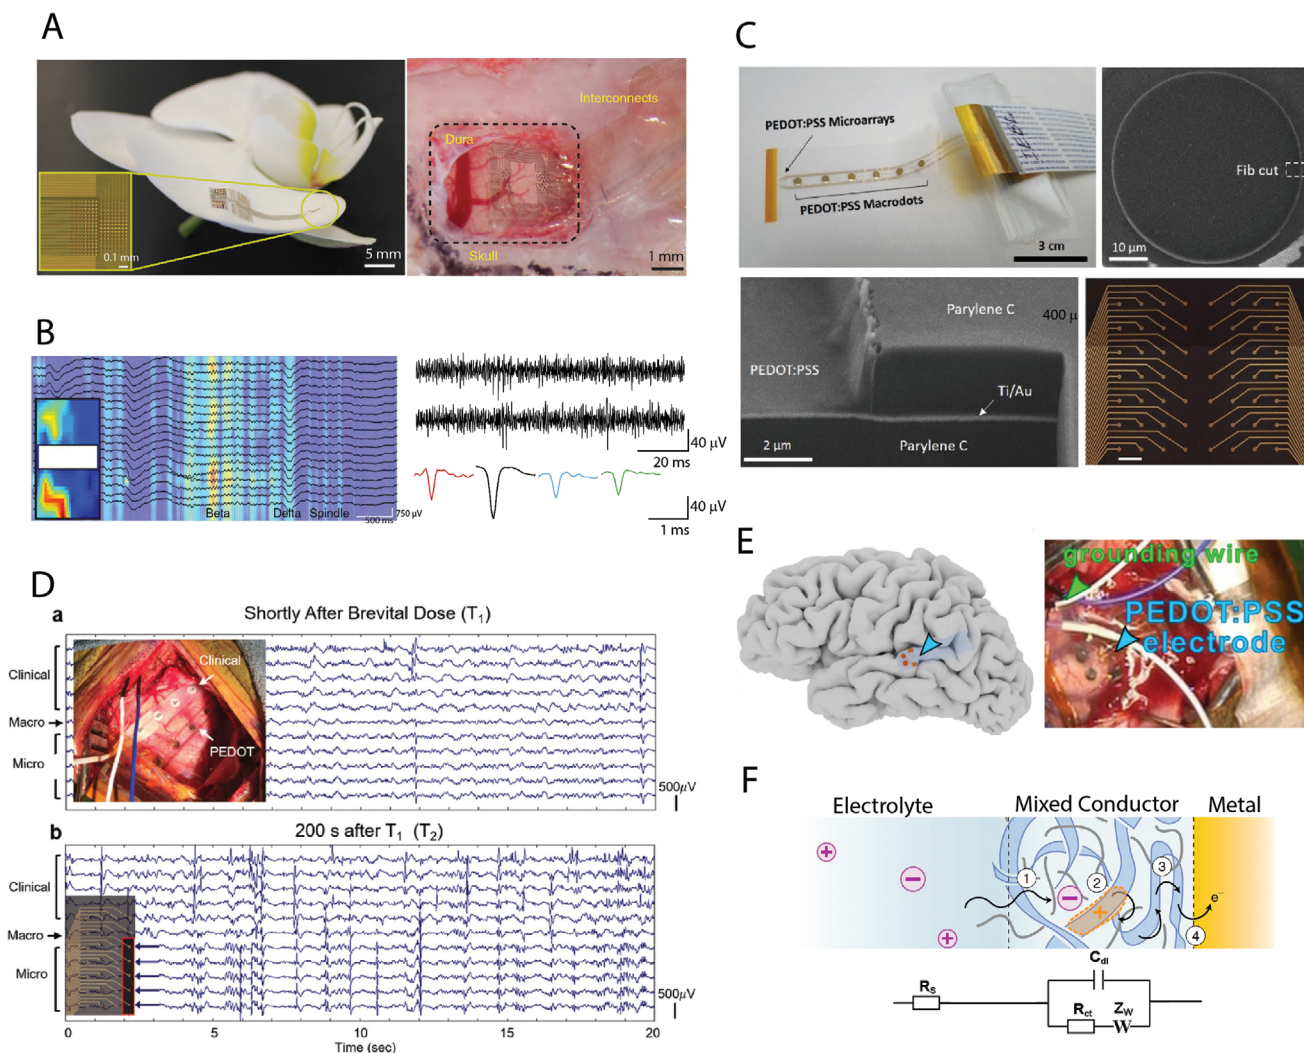 A
0.1 mm
5 mm
Interconnects
Dura
Skull
1 mm
B
Beta
Delta
Spindle
500 ms
750 µV
40 µV
20 ms
40 µV
1 ms
C
PEDOT:PSS Microarrays
PEDOT:PSS Macrodots
3 cm
Fib cut
10 µm
Parylene C
400 µ
PEDOT:PSS
Ti/Au
Parylene C
2 µm
D
a
Shortly After Brevital Dose (T1)
Clinical
Clinical
PEDOT
Macro
Micro
500µV
b
200 s after T1 (T2)
Clinical
Macro
Micro
500µV
0
5
10
15
20
Time (sec)
E
grounding wire
PEDOT:PSS
electrode
F
Electrolyte
Mixed Conductor
Metal
+
−
+
1
−
2
+
3
4
e−
Cdl
RS
Rct
ZW
W